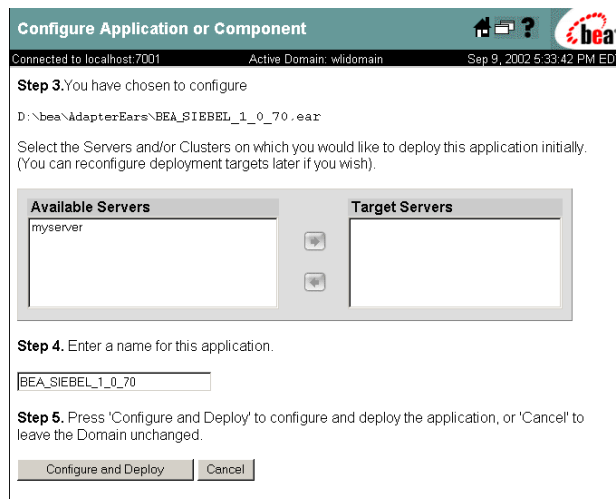 Configure Application or Component
?
bea
Connected to localhost:7001 Active Domain: wlidomain Sep 9, 2002 5:33:42 PM ED
Step 3.You have chosen to configure
D:\bea\AdapterEars\BEA_SIEBEL_1_0_70.ear
Select the Servers and/or Clusters on which you would like to deploy this application initially.
(You can reconfigure deployment targets later if you wish).
Available Servers Target Servers
myserver
Step 4. Enter a name for this application.
BEA_SIEBEL_1_0_70
Step 5. Press 'Configure and Deploy' to configure and deploy the application, or 'Cancel' to
leave the Domain unchanged.
Configure and Deploy Cancel